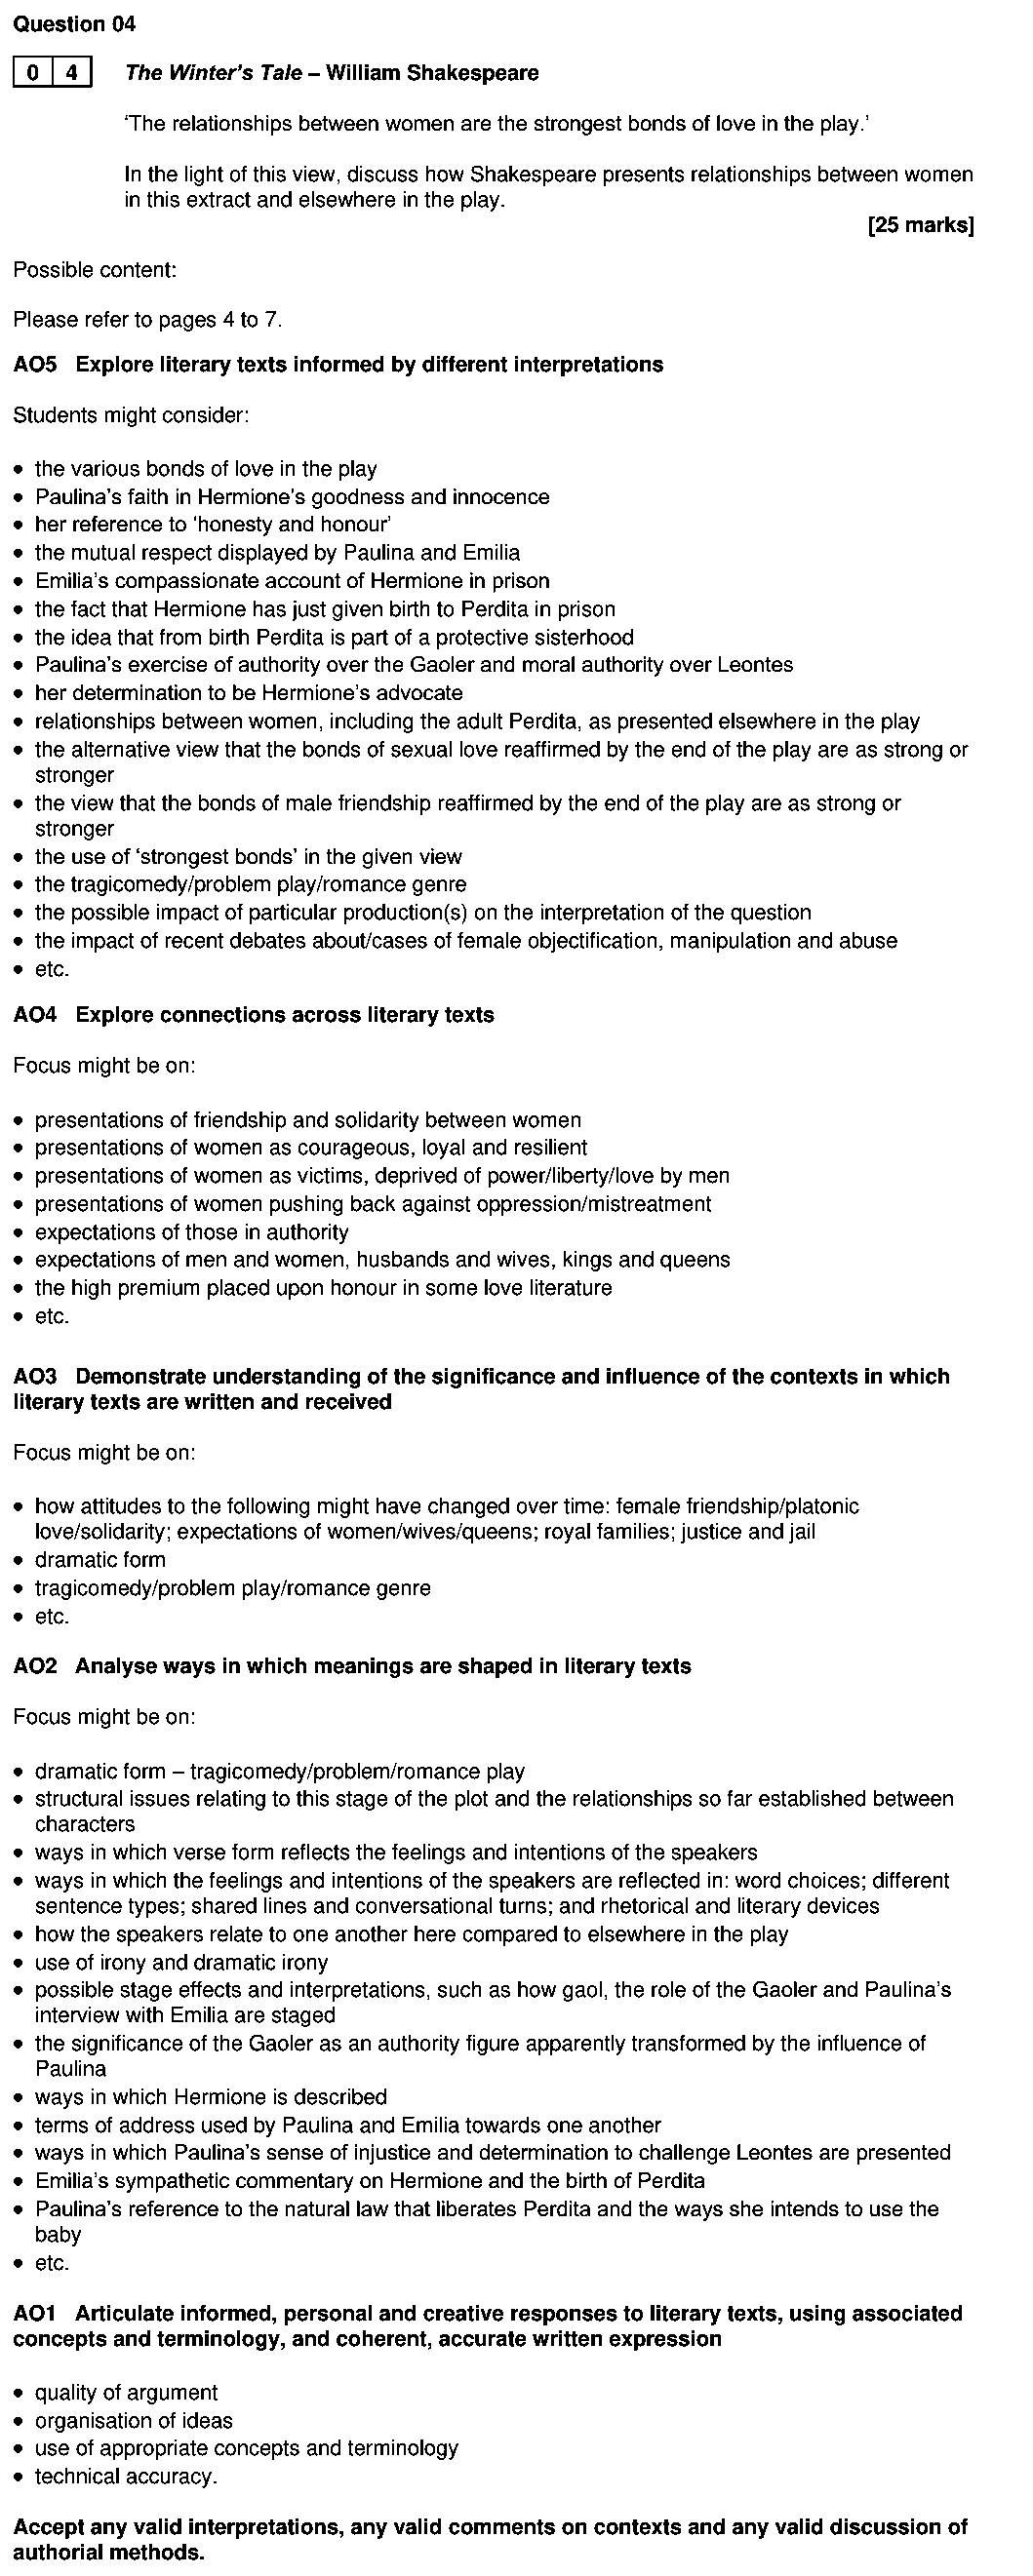 Question 04
0 4 The Winter's Tale – William Shakespeare
‘The relationships between women are the strongest bonds of love in the play.’
In the light of this view, discuss how Shakespeare presents relationships between women
in this extract and elsewhere in the play.
[25 marks]
Possible content:
Please refer to pages 4 to 7.
AO5 Explore literary texts informed by different interpretations
Students might consider:
• the various bonds of love in the play
• Paulina’s faith in Hermione’s goodness and innocence
• her reference to ‘honesty and honour’
• the mutual respect displayed by Paulina and Emilia
• Emilia’s compassionate account of Hermione in prison
• the fact that Hermione has just given birth to Perdita in prison
• the idea that from birth Perdita is part of a protective sisterhood
• Paulina’s exercise of authority over the Gaoler and moral authority over Leontes
• her determination to be Hermione’s advocate
• relationships between women, including the adult Perdita, as presented elsewhere in the play
• the alternative view that the bonds of sexual love reaffirmed by the end of the play are as strong or
stronger
• the view that the bonds of male friendship reaffirmed by the end of the play are as strong or
stronger
• the use of ‘strongest bonds’ in the given view
• the tragicomedy/problem play/romance genre
• the possible impact of particular production(s) on the interpretation of the question
• the impact of recent debates about/cases of female objectification, manipulation and abuse
• etc.
AO4 Explore connections across literary texts
Focus might be on:
• presentations of friendship and solidarity between women
• presentations of women as courageous, loyal and resilient
• presentations of women as victims, deprived of power/liberty/love by men
• presentations of women pushing back against oppression/mistreatment
• expectations of those in authority
• expectations of men and women, husbands and wives, kings and queens
• the high premium placed upon honour in some love literature
• etc.
AO3 Demonstrate understanding of the significance and influence of the contexts in which
literary texts are written and received
Focus might be on:
• how attitudes to the following might have changed over time: female friendship/platonic
love/solidarity; expectations of women/wives/queens; royal families; justice and jail
• dramatic form
• tragicomedy/problem play/romance genre
• etc.
AO2 Analyse ways in which meanings are shaped in literary texts
Focus might be on:
• dramatic form – tragicomedy/problem/romance play
• structural issues relating to this stage of the plot and the relationships so far established between
characters
• ways in which verse form reflects the feelings and intentions of the speakers
• ways in which the feelings and intentions of the speakers are reflected in: word choices; different
sentence types; shared lines and conversational turns; and rhetorical and literary devices
• how the speakers relate to one another here compared to elsewhere in the play
• use of irony and dramatic irony
• possible stage effects and interpretations, such as how gaol, the role of the Gaoler and Paulina’s
interview with Emilia are staged
• the significance of the Gaoler as an authority figure apparently transformed by the influence of
Paulina
• ways in which Hermione is described
• terms of address used by Paulina and Emilia towards one another
• ways in which Paulina’s sense of injustice and determination to challenge Leontes are presented
• Emilia’s sympathetic commentary on Hermione and the birth of Perdita
• Paulina’s reference to the natural law that liberates Perdita and the ways she intends to use the
baby
• etc.
AO1 Articulate informed, personal and creative responses to literary texts, using associated
concepts and terminology, and coherent, accurate written expression
• quality of argument
• organisation of ideas
• use of appropriate concepts and terminology
• technical accuracy.
Accept any valid interpretations, any valid comments on contexts and any valid discussion of
authorial methods.